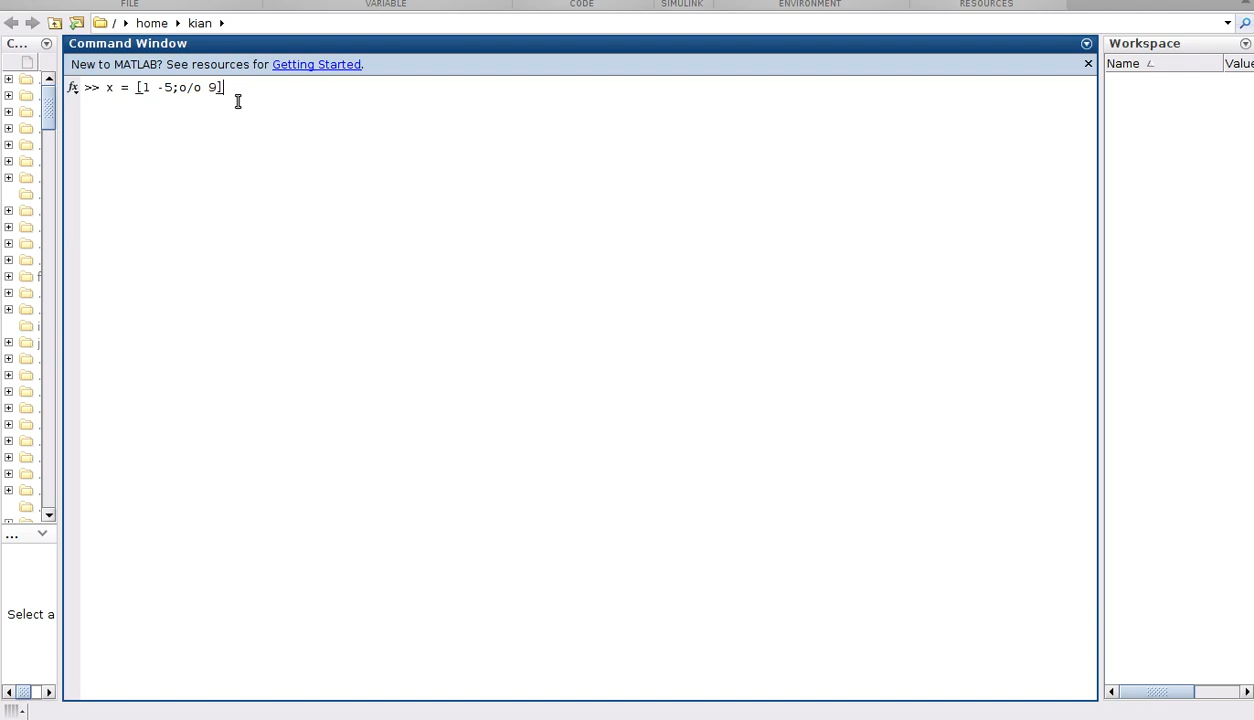 FILE VARIABLE CODE SIMULINK ENVIRONMENT RESOURCES
/ home kian
C... Command Window Workspace
New to MATLAB? See resources for Getting Started. Name Value
fx >> x = [1 -5;o/o 9]
f
i
j
...
Select a